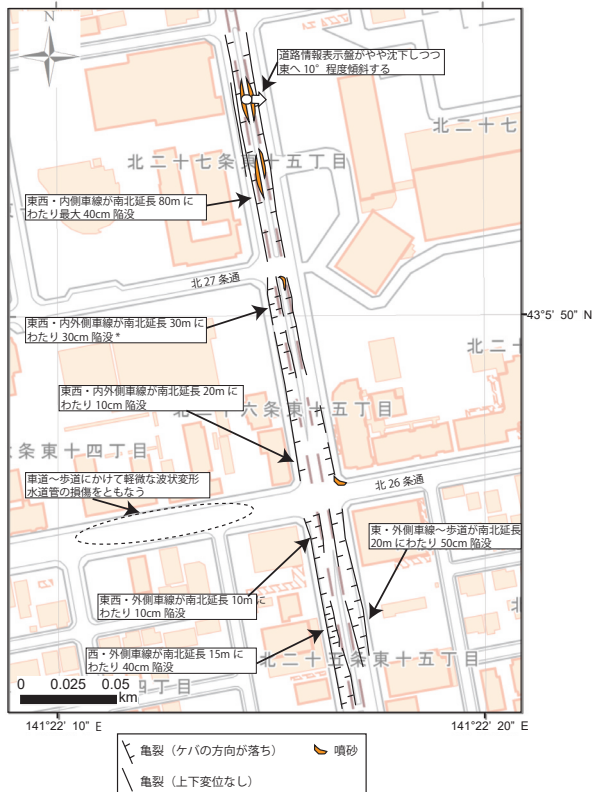 N
道路情報表示盤がやや沈下しつつ
東へ 10° 程度傾斜する
北二十七
北二十七条東十五丁目
東西・内側車線が南北延長 80m に
わたり最大 40cm 陥没
北 27 条通
43°5' 50" N
東西・内外側車線が南北延長 30m に
わたり 30cm 陥没 *
北二十
東西・内外側車線が南北延長 20m に
わたり 10cm 陥没
北二十六条東十五丁目
条東十四丁目
車道～歩道にかけて軽微な波状変形
水道管の損傷をともなう
北 26 条通
東・外側車線～歩道が南北延長
20m にわたり 50cm 陥没
東西・外側車線が南北延長 10m に
わたり 10cm 陥没
西・外側車線が南北延長 15m に
わたり 40cm 陥没
北二十五条東十五丁目
四丁目
0 0.025 0.05
km
141°22' 10" E
141°22' 20" E
亀裂（ケバの方向が落ち）
噴砂
亀裂（上下変位なし）